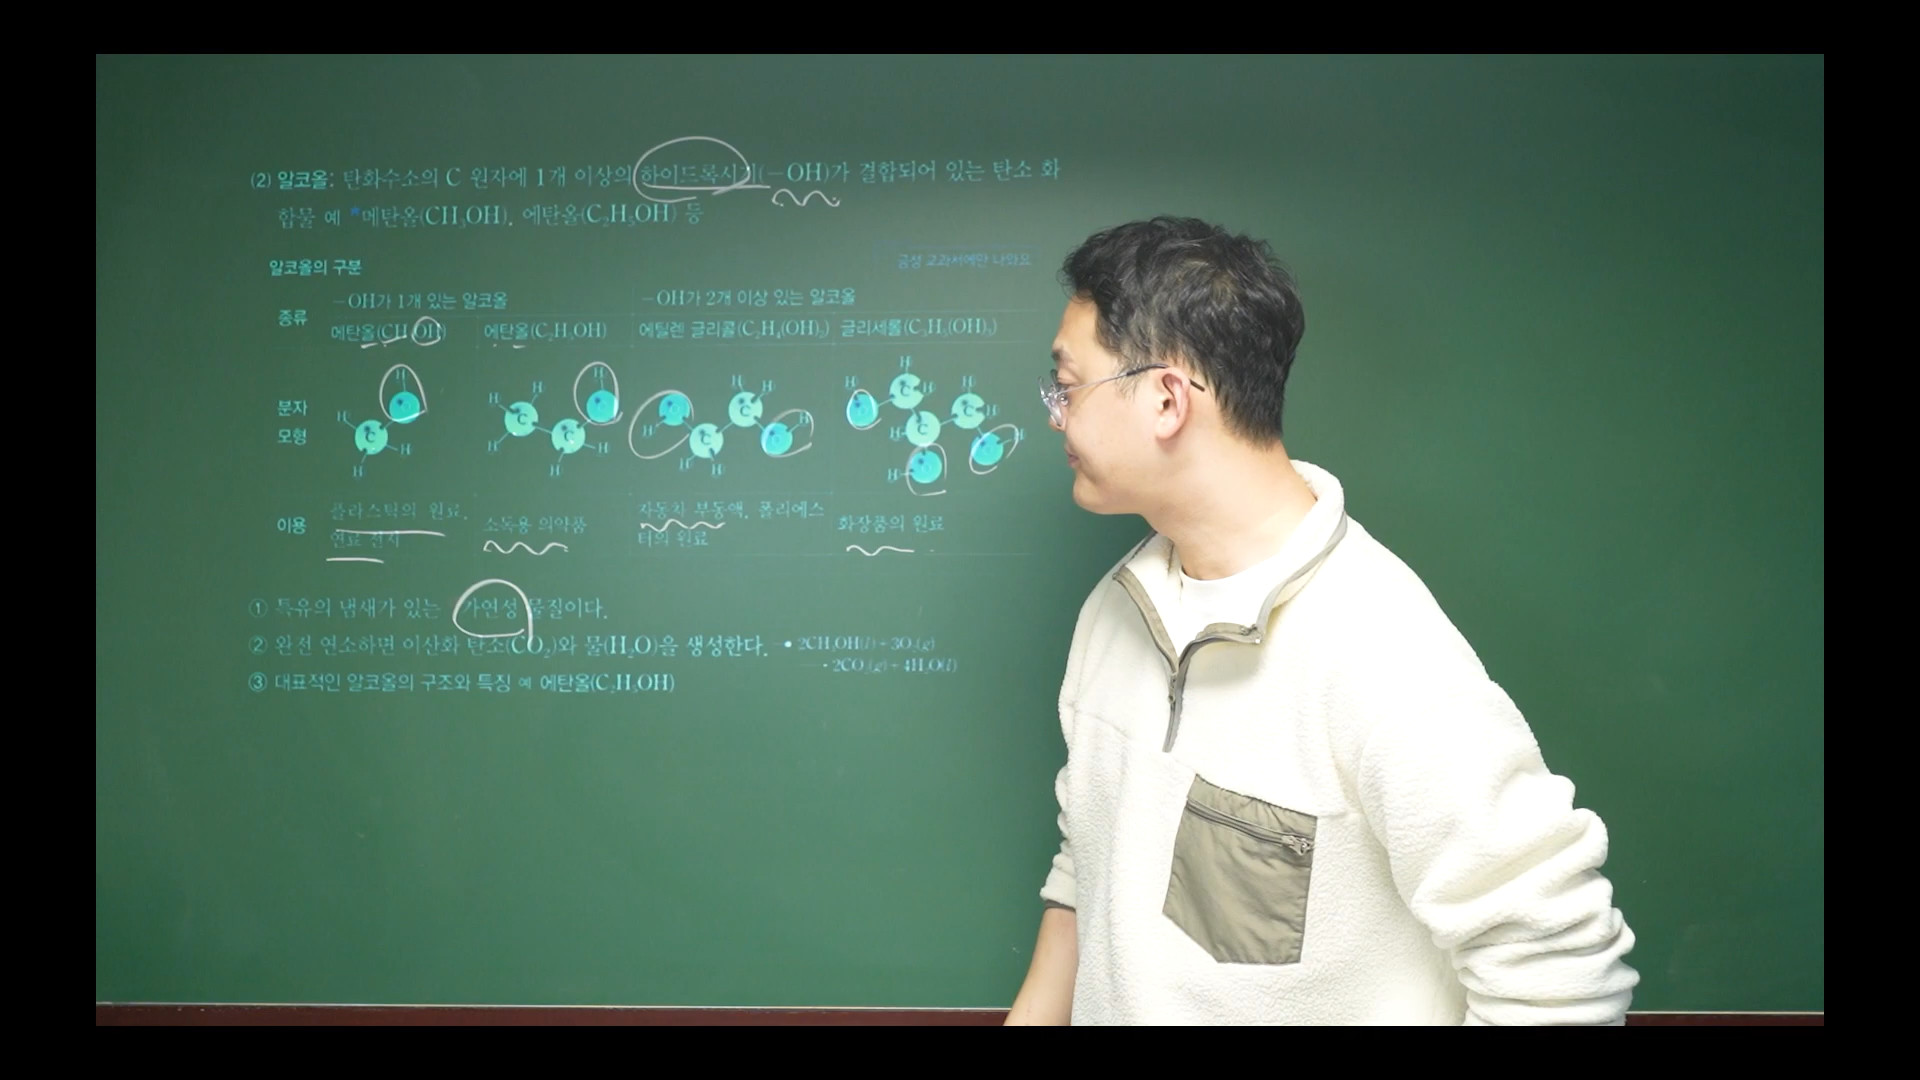 (2) 알코올: 탄화수소의 C 원자에 1개 이상의 하이드록시기(−OH)가 결합되어 있는 탄소 화
합물 예 *메탄올(CH₃OH), 에탄올(C₂H₅OH) 등
알코올의 구분
금성 교과서에만 나와요
종류
−OH가 1개 있는 알코올
−OH가 2개 이상 있는 알코올
메탄올(CH₃OH)
에탄올(C₂H₅OH)
에틸렌 글리콜(C₂H₄(OH)₂)
글리세롤(C₃H₅(OH)₃)
분자
모형
H H C H H
H H H C C H H H
H H H H C C H H
H H H C H C H C H H
이용
플라스틱의 원료,
연료 전지
소독용 의약품
자동차 부동액, 폴리에스
터의 원료
화장품의 원료
① 특유의 냄새가 있는 가연성 물질이다.
② 완전 연소하면 이산화 탄소(CO₂)와 물(H₂O)을 생성한다.
2CH₃OH(l)+3O₂(g)
2CO₂(g)+4H₂O(l)
③ 대표적인 알코올의 구조와 특징 예 에탄올(C₂H₅OH)